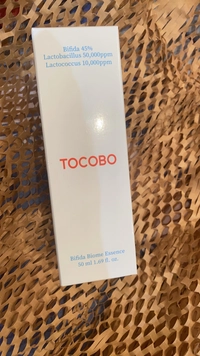 Bifida 45%
Lactobacillus 50,000ppm
Lactococcus 10,000ppm
TOCOBO
Bifida Biome Essence
50 ml 1.69 fl. oz.